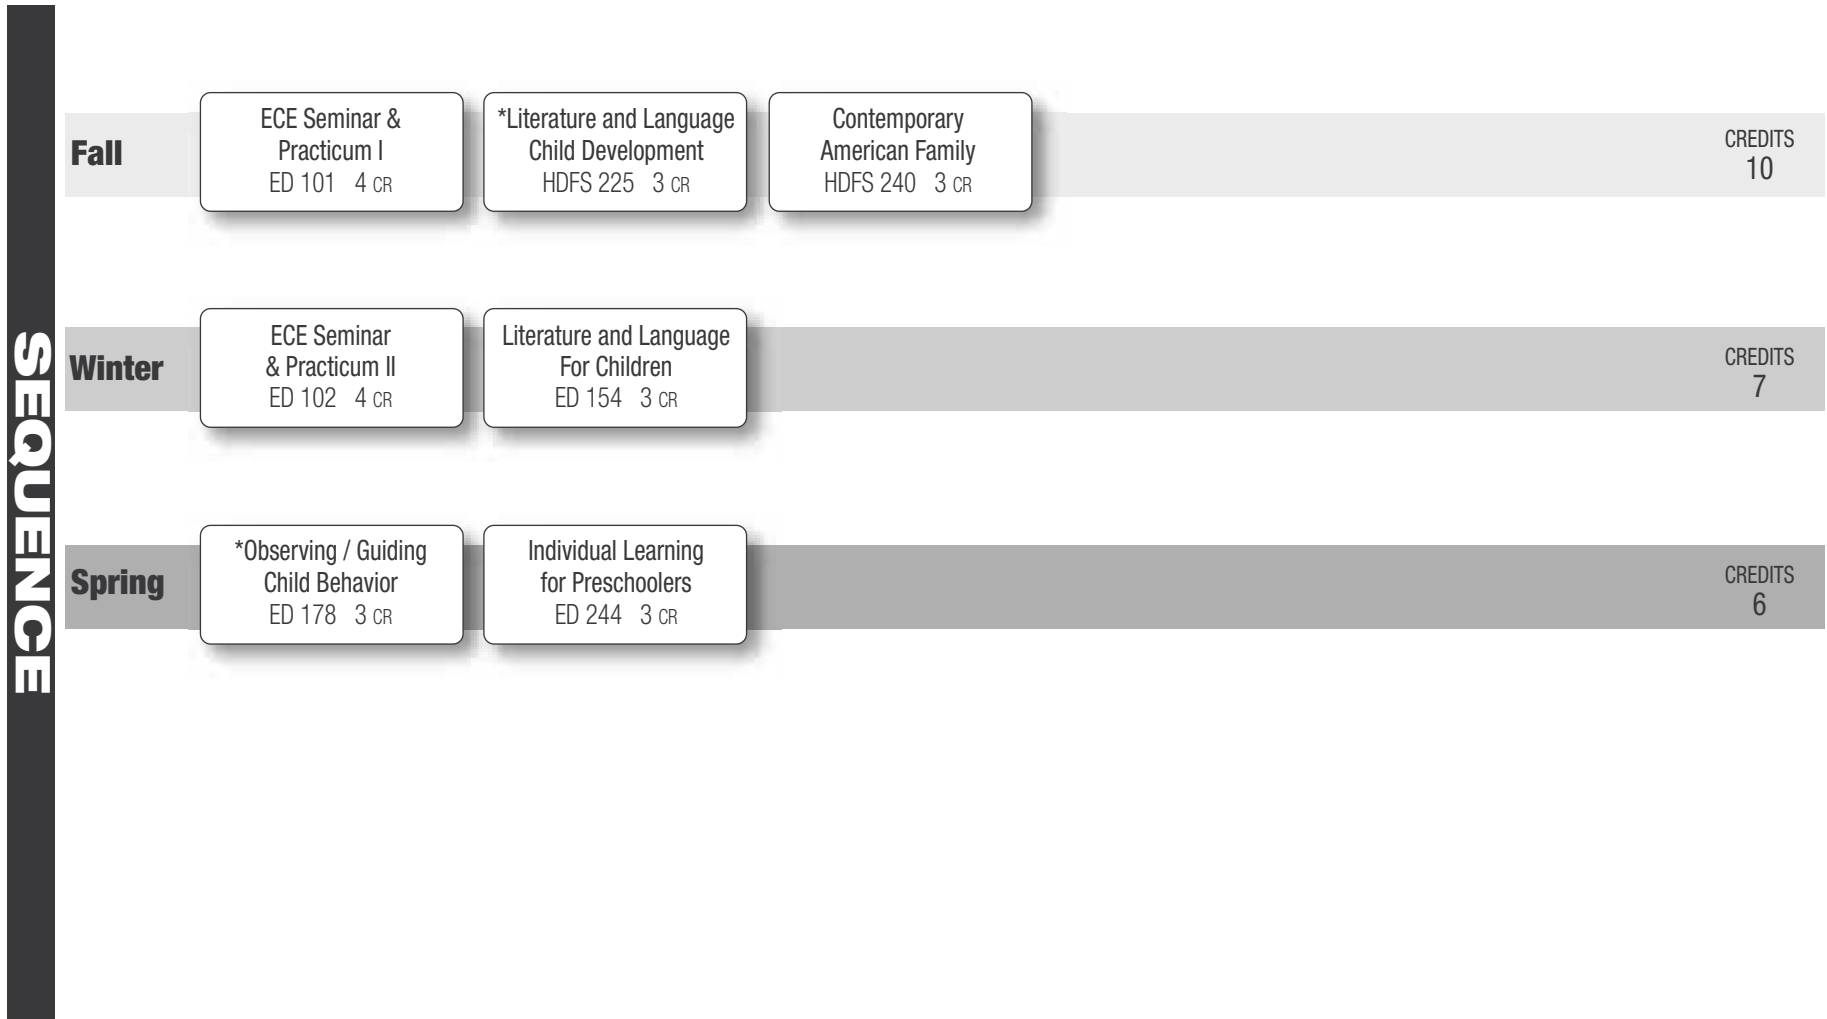 SEQUENCE
Fall
ECE Seminar &
Practicum I
ED 101 4 CR
*Literature and Language
Child Development
HDFS 225 3 CR
Contemporary
American Family
HDFS 240 3 CR
CREDITS
10
Winter
ECE Seminar
& Practicum II
ED 102 4 CR
Literature and Language
For Children
ED 154 3 CR
CREDITS
7
Spring
*Observing / Guiding
Child Behavior
ED 178 3 CR
Individual Learning
for Preschoolers
ED 244 3 CR
CREDITS
6